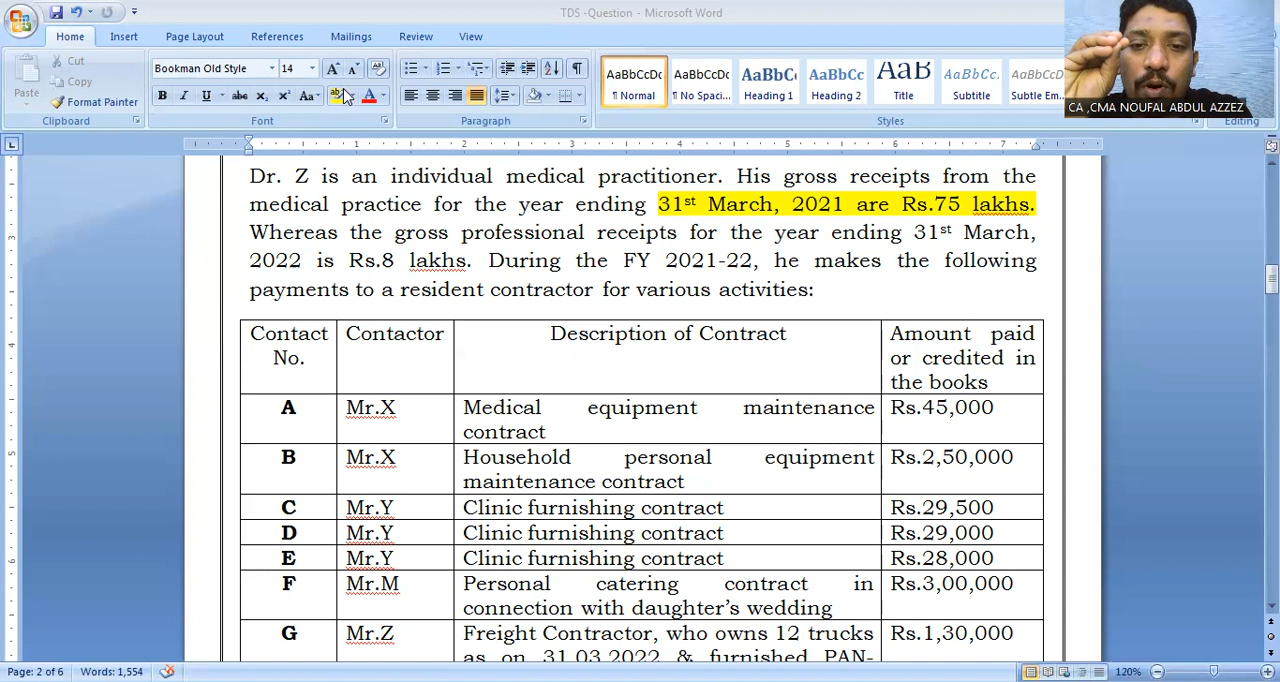 TDS -Question - Microsoft Word
Home Insert Page Layout References Mailings Review View
Cut
Copy
Paste
Format Painter
Clipboard
Bookman Old Style 14
Font
Paragraph
AaBbCcDc AaBbCcDc AaBbC AaBbCc AaB AaBbCc. AaBbCcDc
¶ Normal ¶ No Spaci... Heading 1 Heading 2 Title Subtitle Subtle Em...
Styles
Editing
CA ,CMA NOUFAL ABDUL AZZEZ
Dr. Z is an individual medical practitioner. His gross receipts from the
medical practice for the year ending 31st March, 2021 are Rs.75 lakhs.
Whereas the gross professional receipts for the year ending 31st March,
2022 is Rs.8 lakhs. During the FY 2021-22, he makes the following
payments to a resident contractor for various activities:
Contact No. Contactor Description of Contract Amount paid or credited in the books
A Mr.X Medical equipment maintenance contract Rs.45,000
B Mr.X Household personal equipment maintenance contract Rs.2,50,000
C Mr.Y Clinic furnishing contract Rs.29,500
D Mr.Y Clinic furnishing contract Rs.29,000
E Mr.Y Clinic furnishing contract Rs.28,000
F Mr.M Personal catering contract in connection with daughter's wedding Rs.3,00,000
G Mr.Z Freight Contractor, who owns 12 trucks as on 31.03.2022 & furnished PAN- Rs.1,30,000
Page: 2 of 6 Words: 1,554 120%